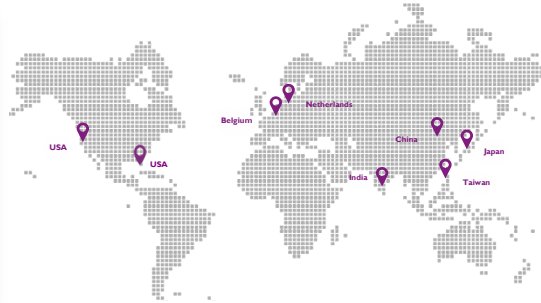 Netherlands
Belgium
China
USA
Japan
USA
India
Taiwan